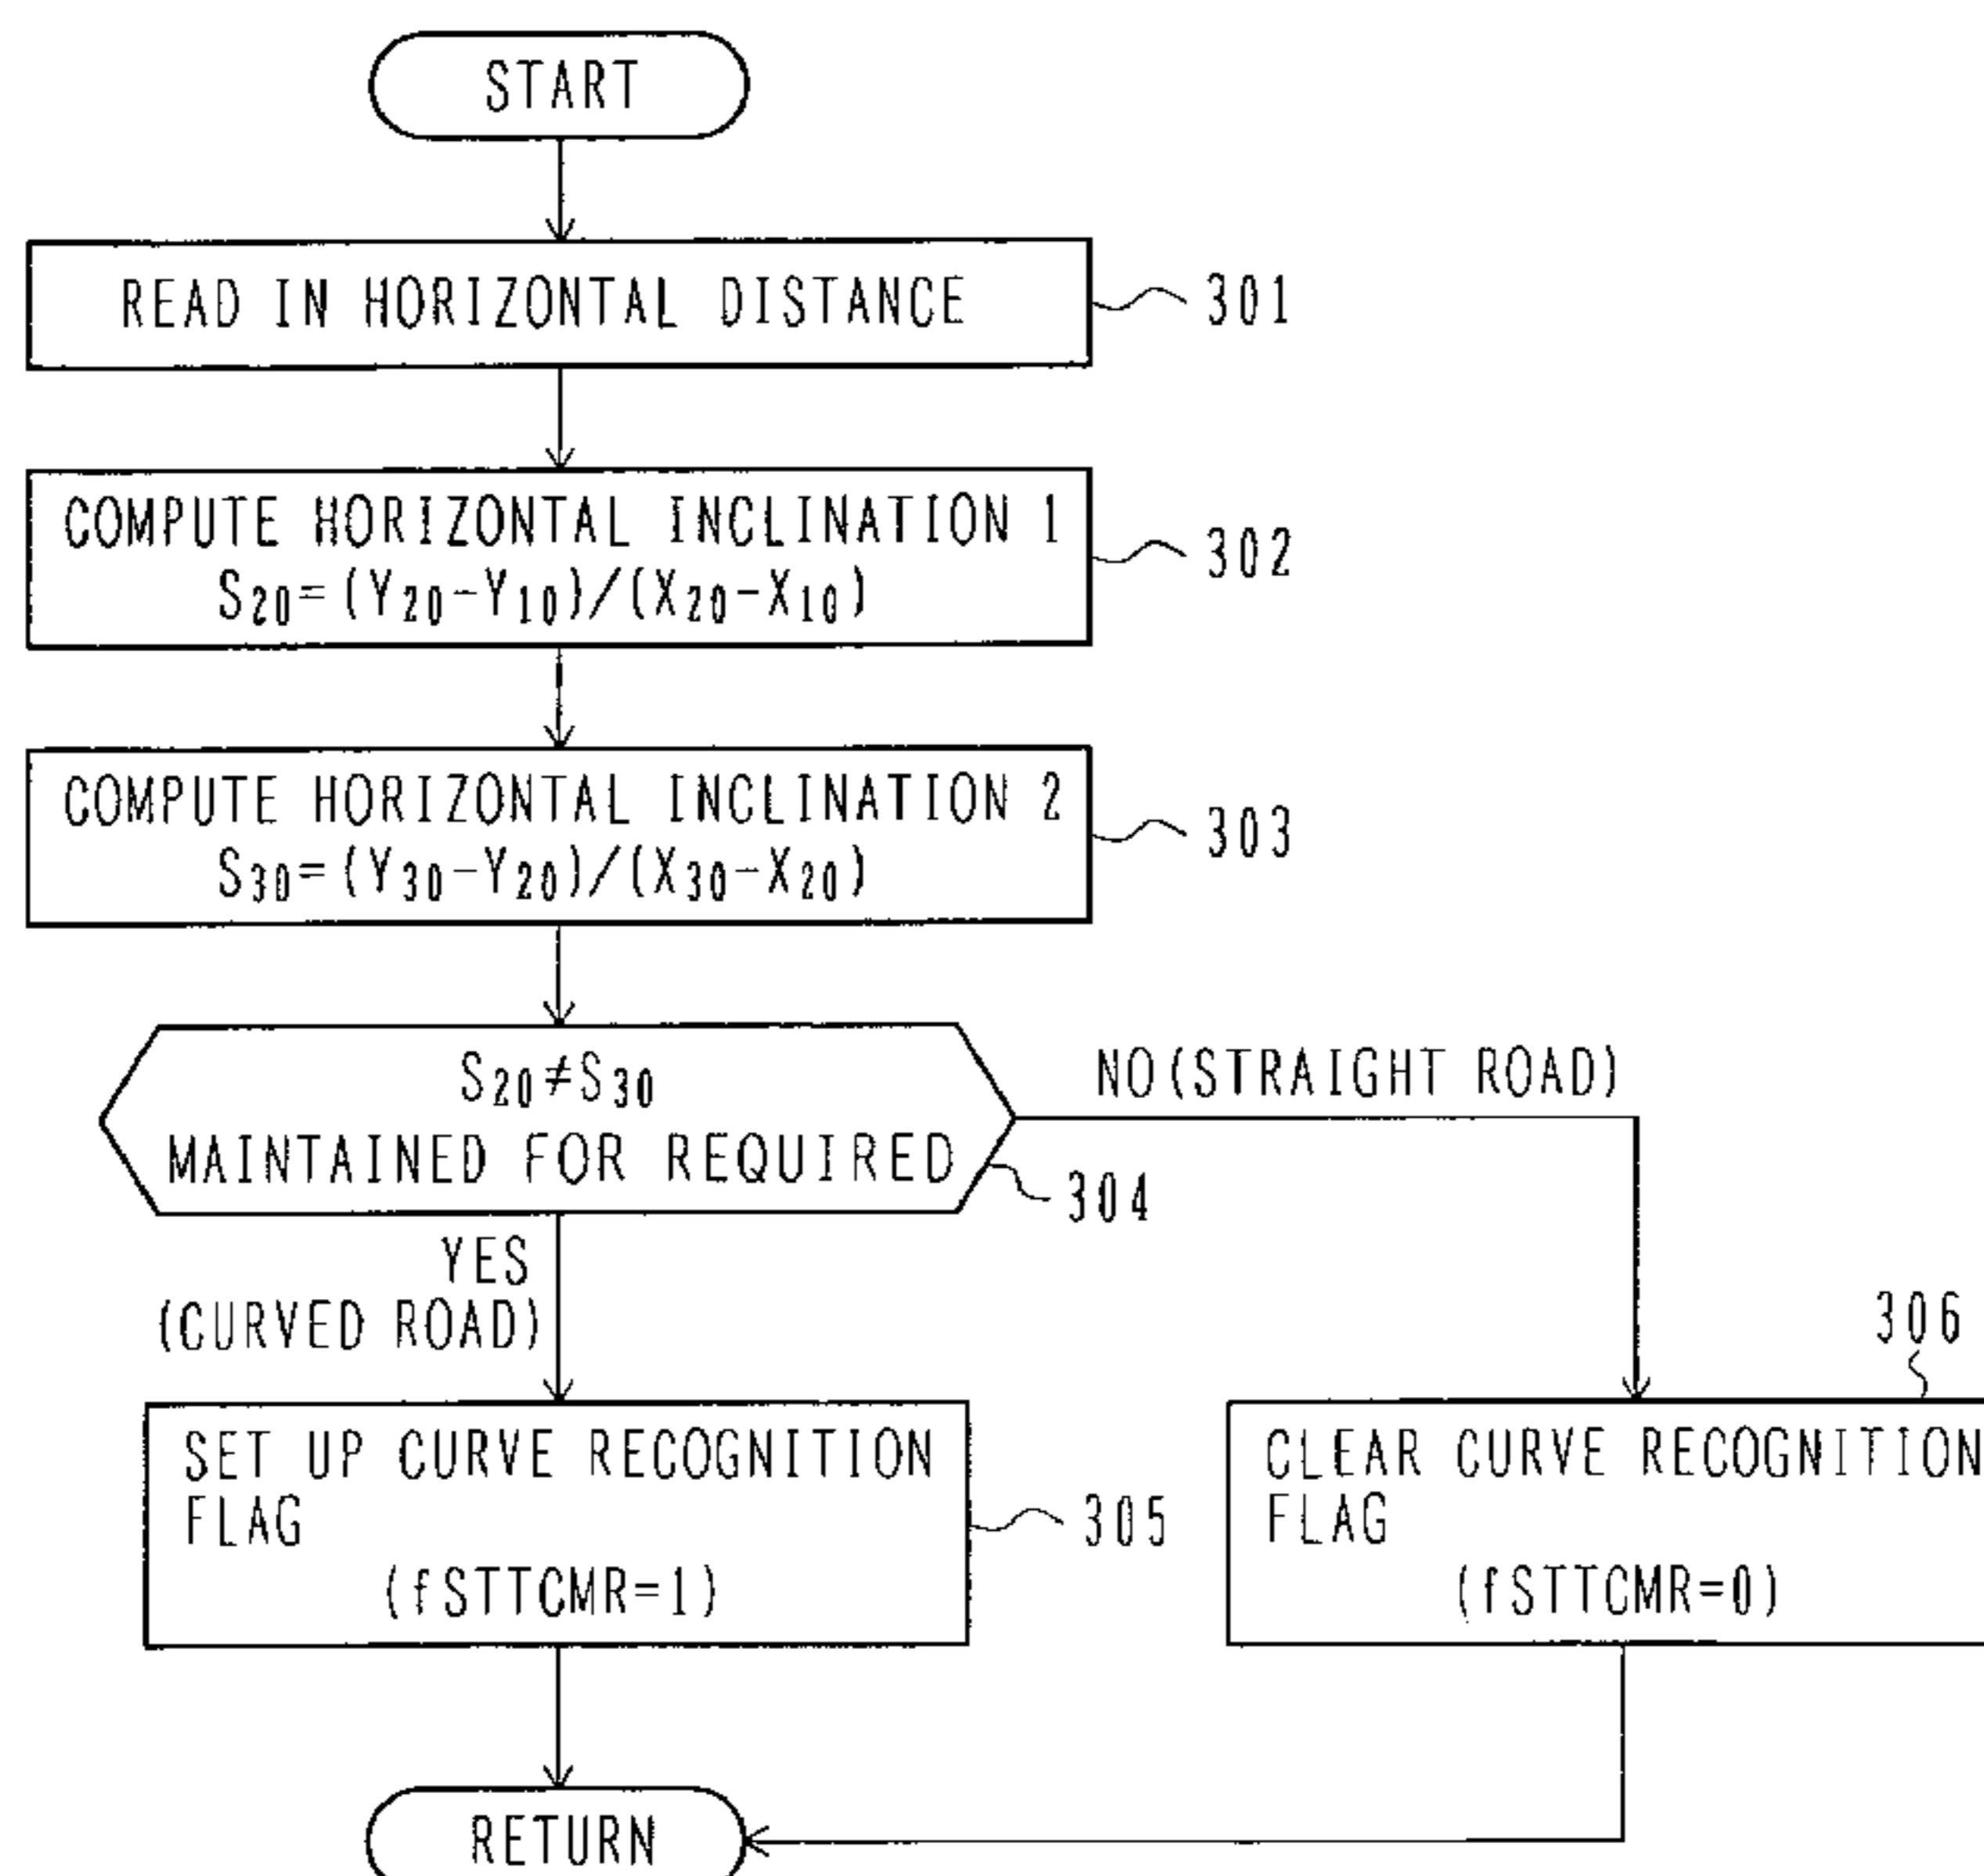 START
READ IN HORIZONTAL DISTANCE
301
COMPUTE HORIZONTAL INCLINATION 1
S20=(Y20-Y10)/(X20-X10)
302
COMPUTE HORIZONTAL INCLINATION 2
S30=(Y30-Y20)/(X30-X20)
303
S20≠S30
MAINTAINED FOR REQUIRED
304
NO(STRAIGHT ROAD)
YES
(CURVED ROAD)
306
SET UP CURVE RECOGNITION
FLAG
(fSTTCMR=1)
305
CLEAR CURVE RECOGNITION
FLAG
(fSTTCMR=0)
RETURN